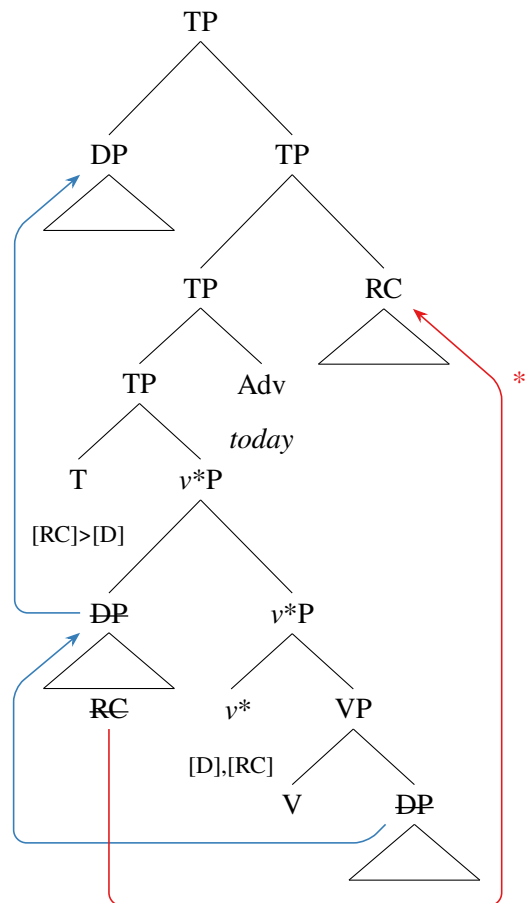 TP
DP TP
TP RC
TP Adv
*
today
T v*P
[RC]>[D]
DP v*P
RC v* VP
[D],[RC]
V DP